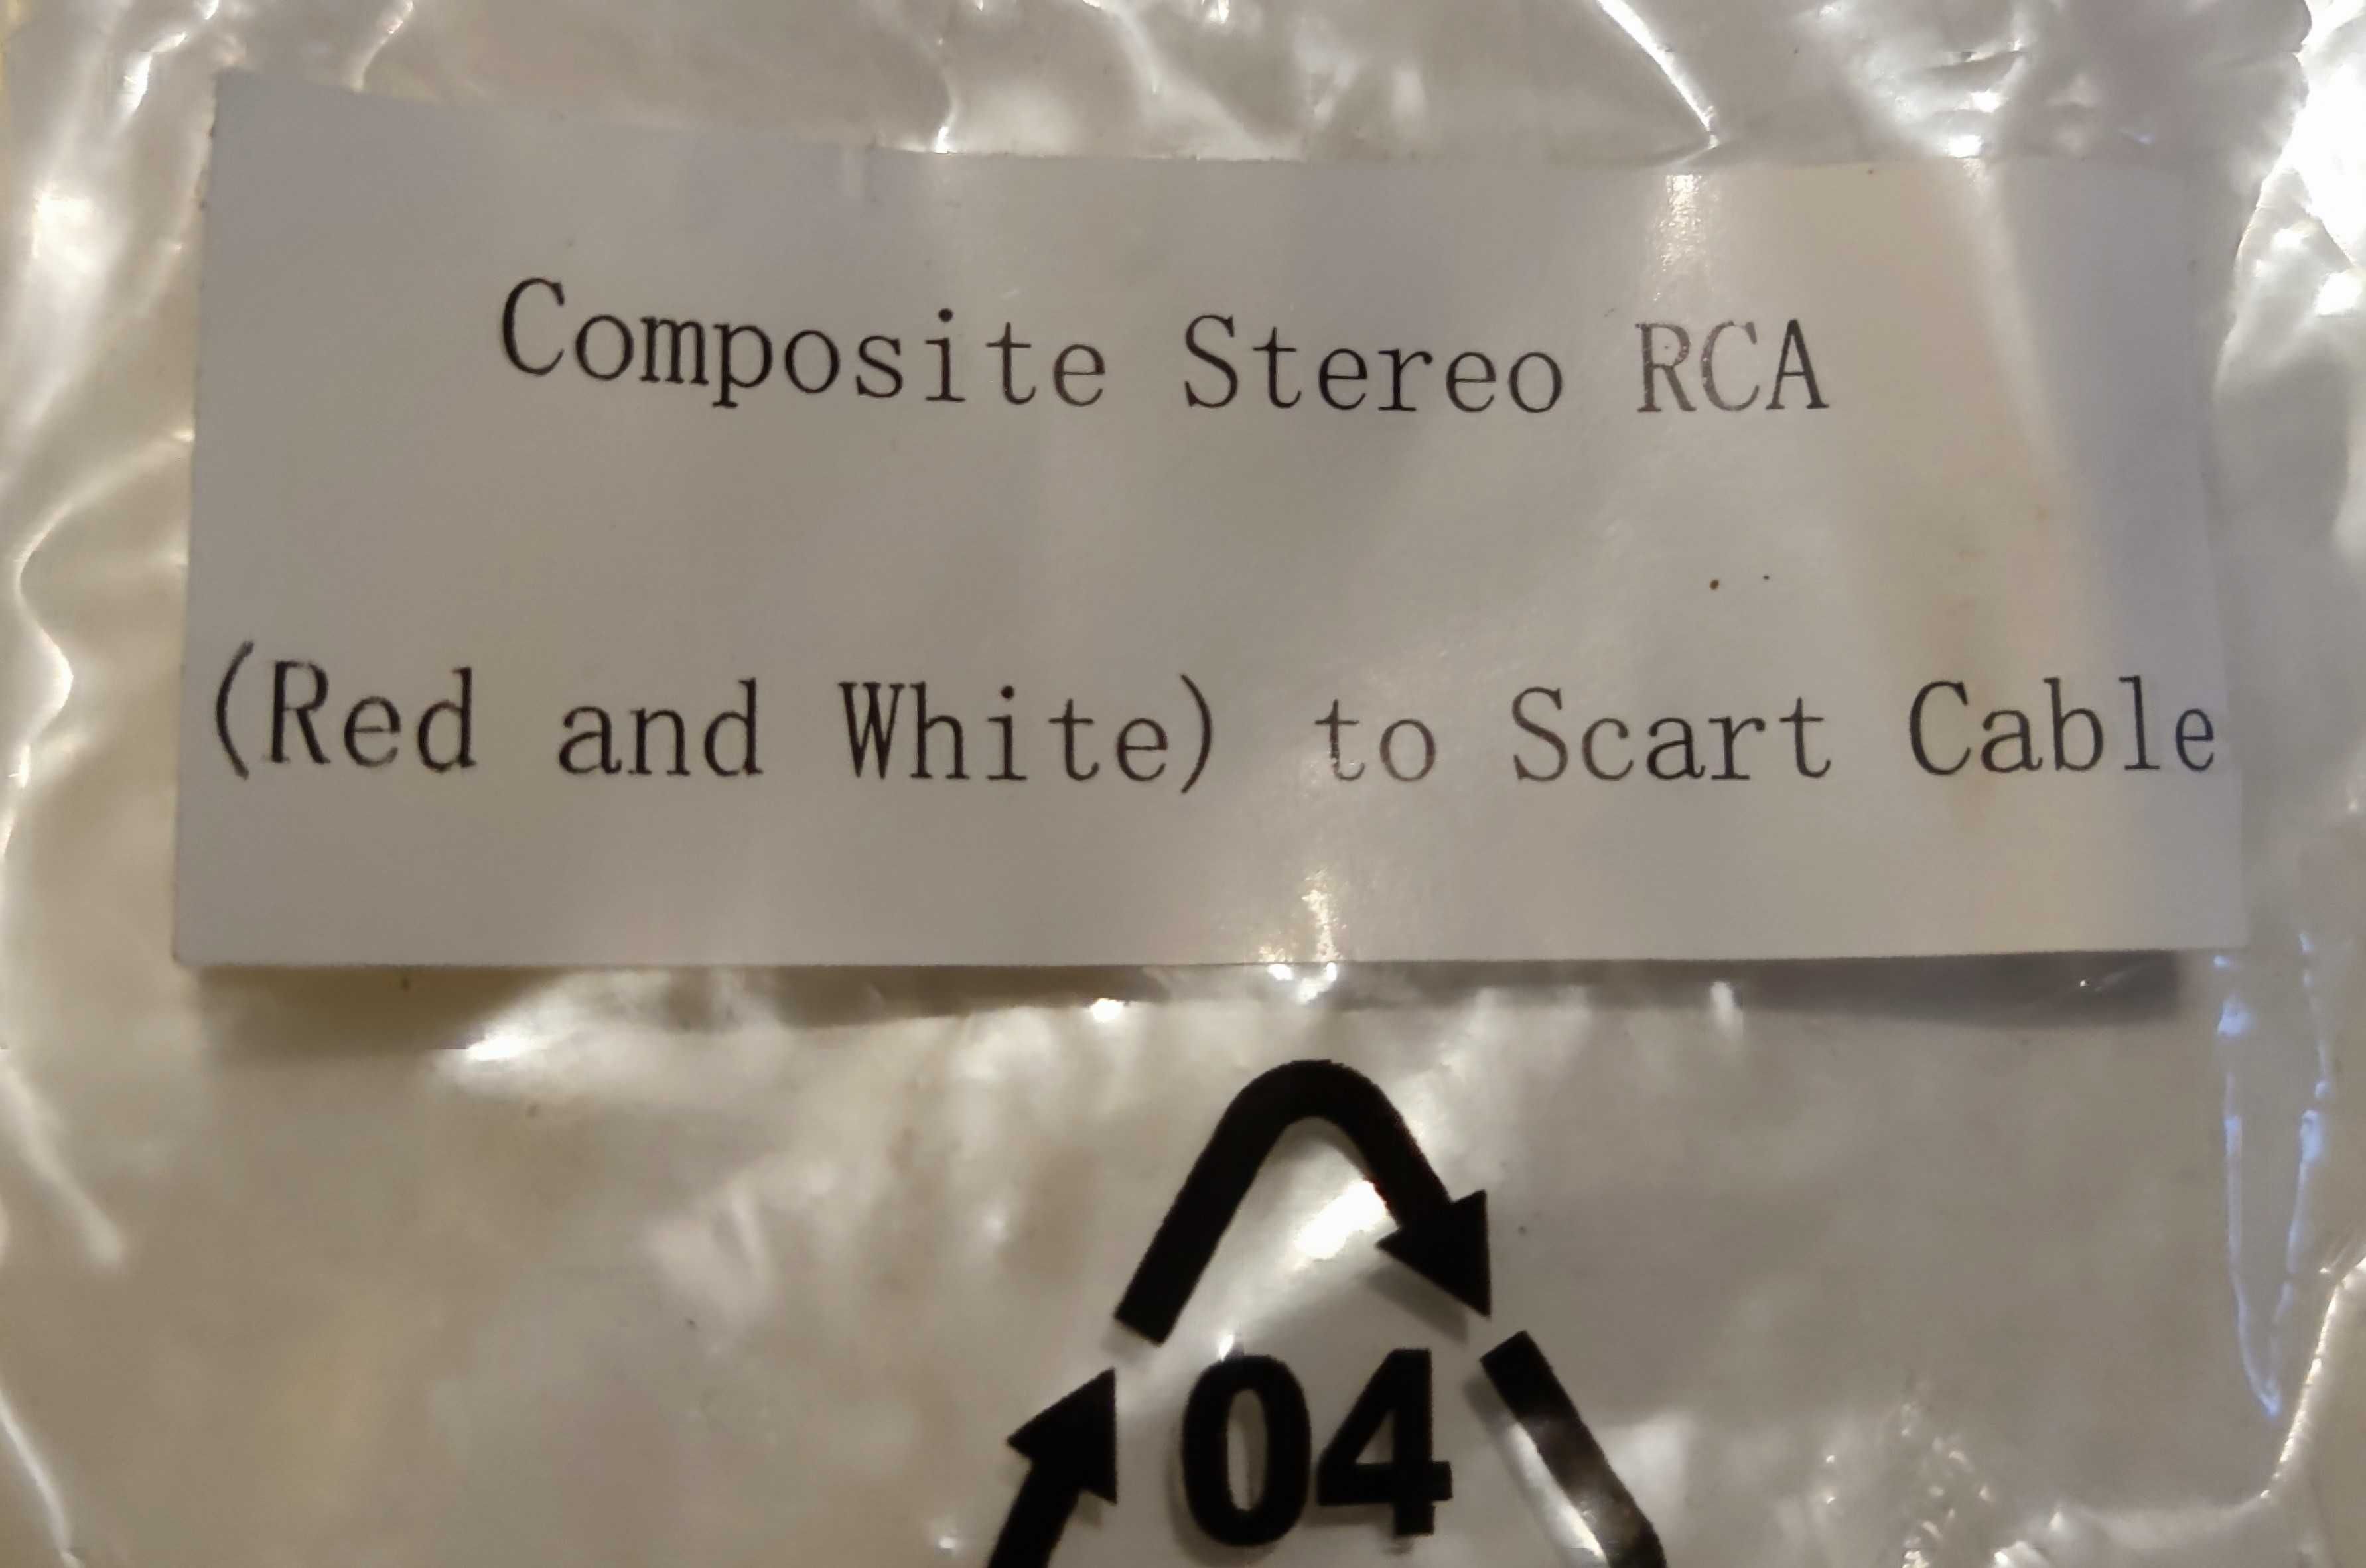 Composite Stereo RCA
(Red and White) to Scart Cable
04